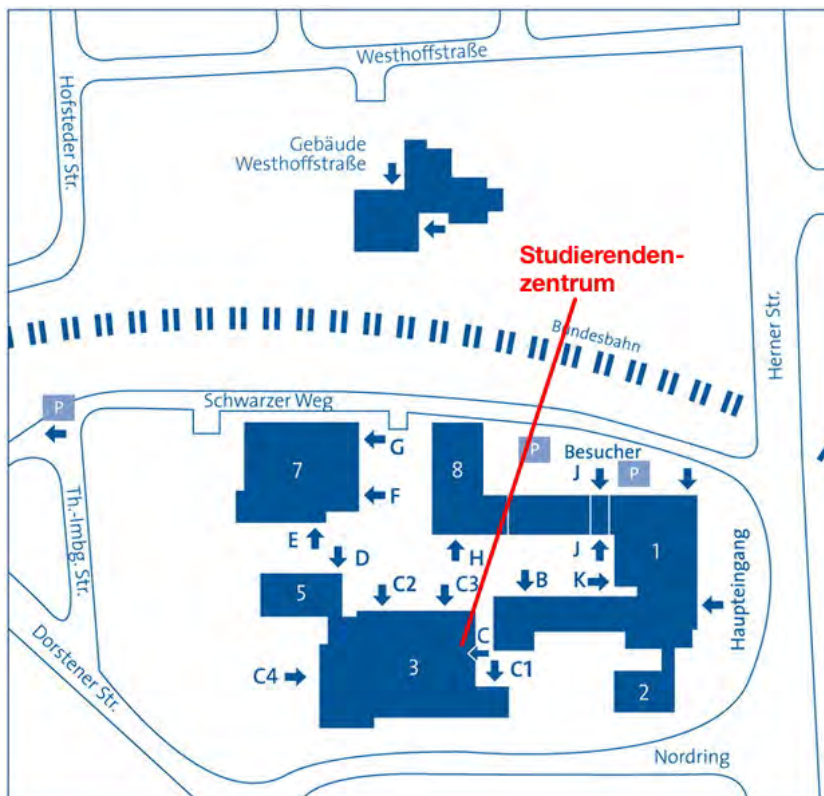 Westhoffstraße
Hofsteder Str.
Gebäude
Westhoffstraße
Studierenden-
zentrum
Bundesbahn
Herner Str.
P
Schwarzer Weg
G
7
8
P
Besucher
J
P
F
Th.-Imbg. Str.
E
D
H
J
1
K
5
C2
C3
B
Haupteingang
C
C4
3
C1
2
Dorstener Str.
Nordring